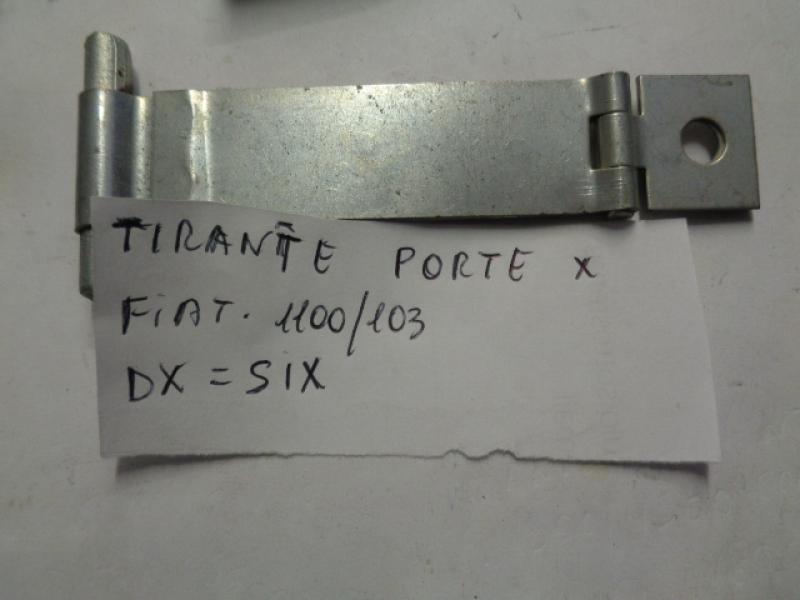 TIRANTE PORTE x
FiAT. 1100/103
DX = SiX